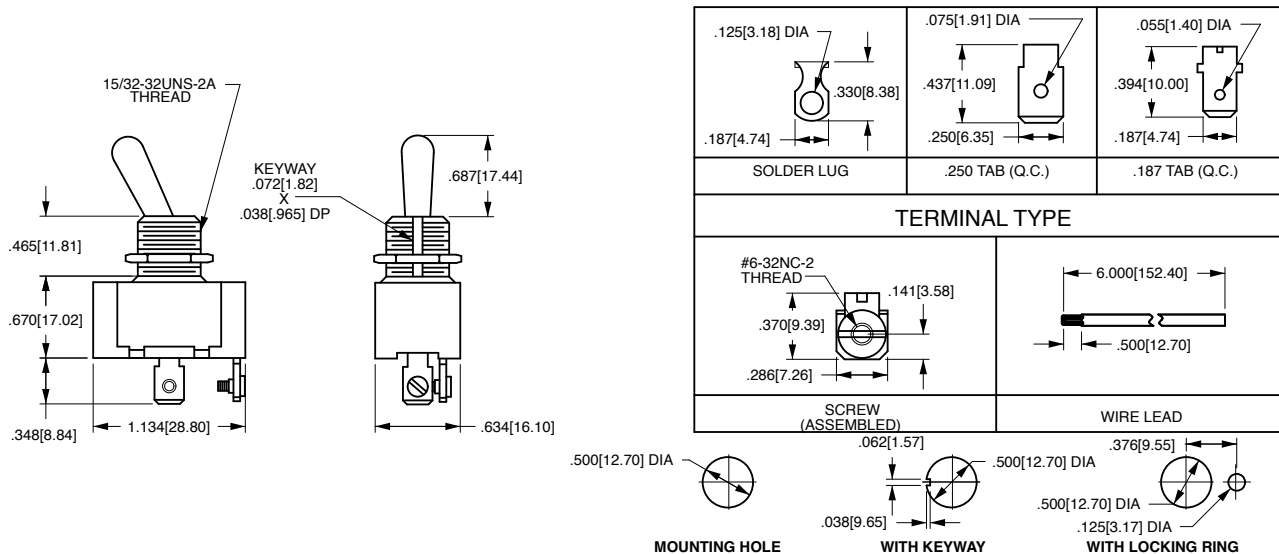 15/32-32UNS-2A
THREAD
.465[11.81]
.670[17.02]
.348[8.84]
1.134[28.80]
KEYWAY
.072[1.82]
X
.038[.965] DP
.687[17.44]
.634[16.10]
.125[3.18] DIA
.330[8.38]
.187[4.74]
SOLDER LUG
.075[1.91] DIA
.437[11.09]
.250[6.35]
.250 TAB (Q.C.)
.055[1.40] DIA
.394[10.00]
.187[4.74]
.187 TAB (Q.C.)
TERMINAL TYPE
#6-32NC-2
THREAD
.141[3.58]
.370[9.39]
.286[7.26]
SCREW
(ASSEMBLED)
6.000[152.40]
.500[12.70]
WIRE LEAD
.500[12.70] DIA
MOUNTING HOLE
.062[1.57]
.500[12.70] DIA
.038[9.65]
WITH KEYWAY
.376[9.55]
.500[12.70] DIA
.125[3.17] DIA
WITH LOCKING RING